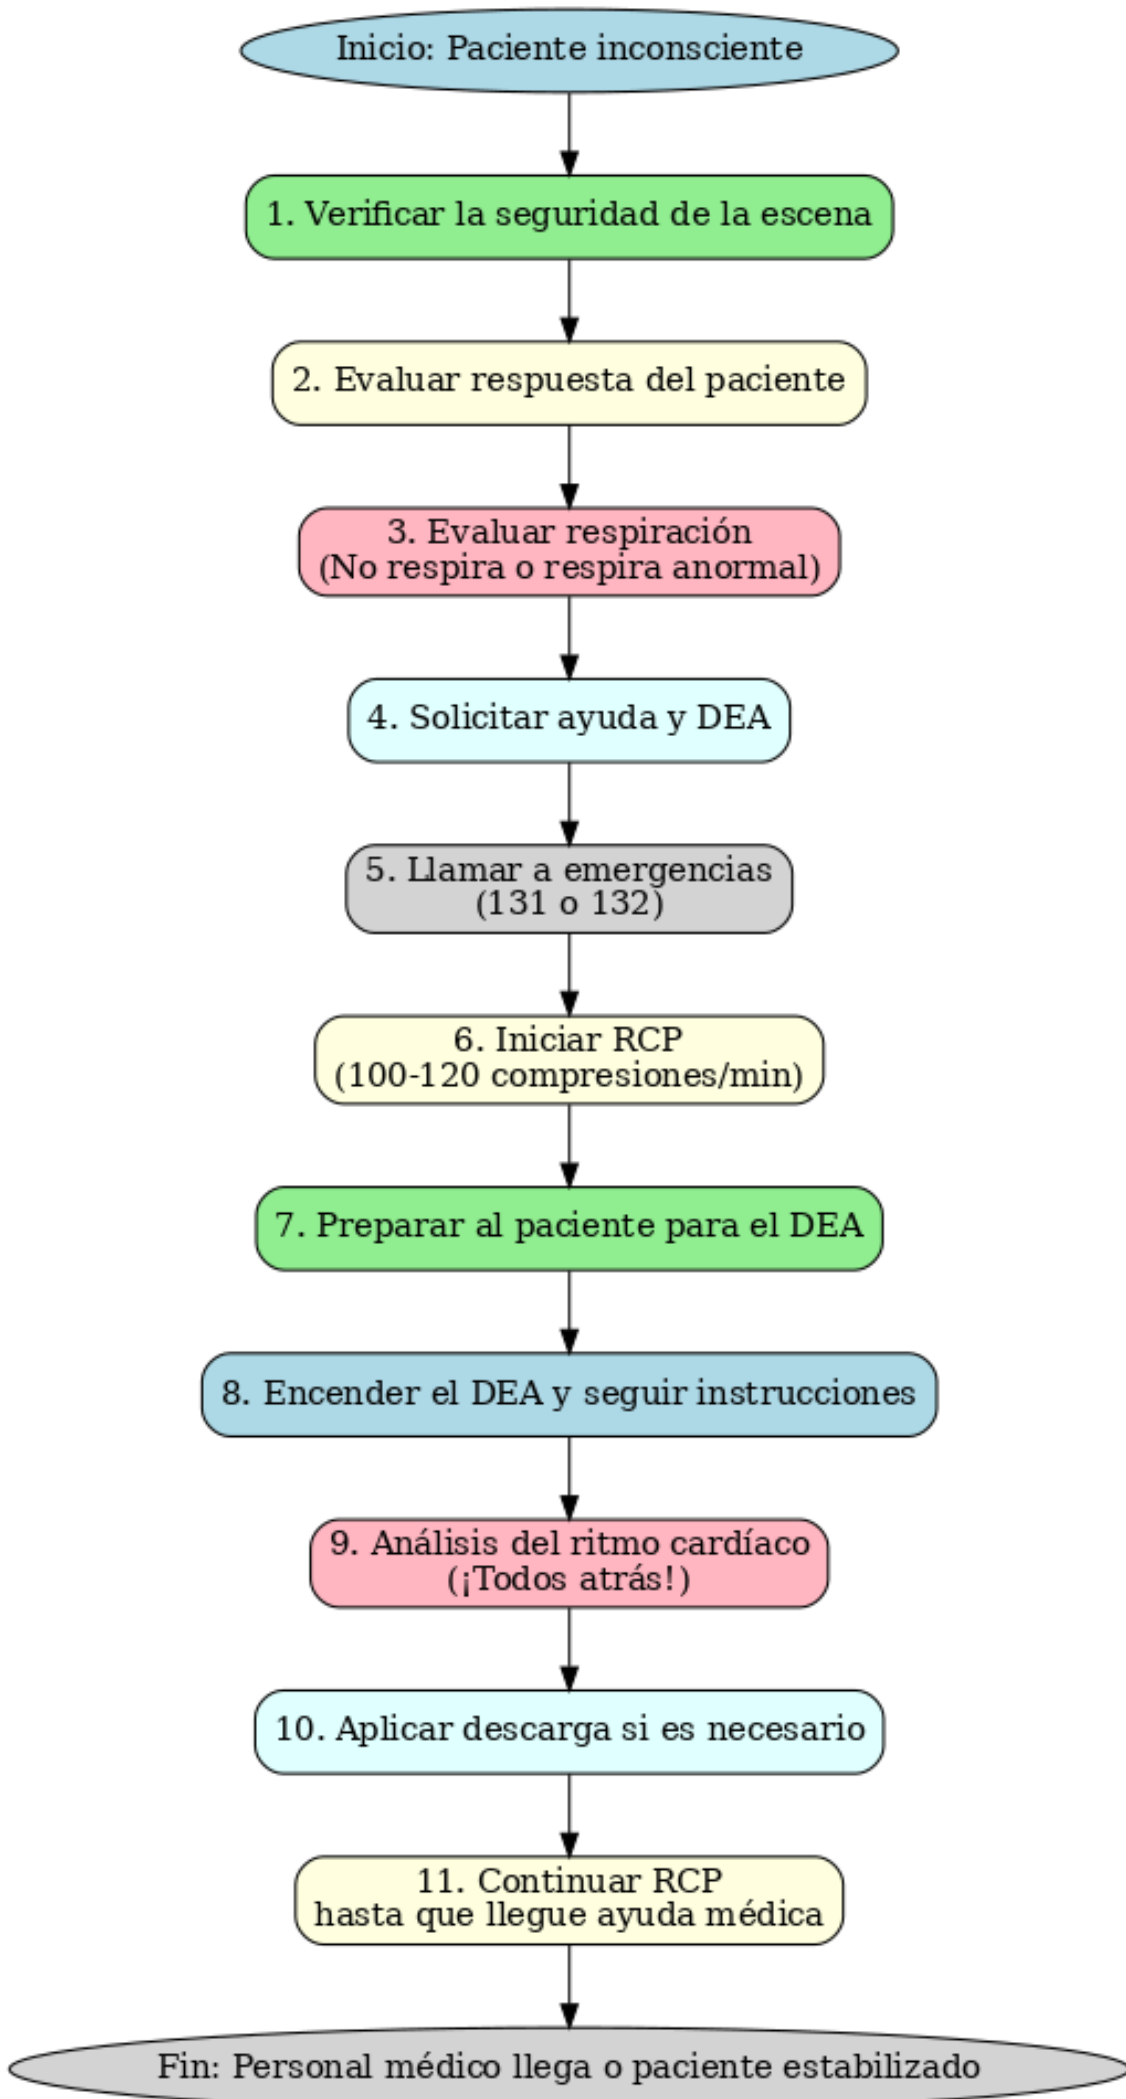 Inicio: Paciente inconsciente
1. Verificar la seguridad de la escena
2. Evaluar respuesta del paciente
3. Evaluar respiración
(No respira o respira anormal)
4. Solicitar ayuda y DEA
5. Llamar a emergencias
(131 o 132)
6. Iniciar RCP
(100-120 compresiones/min)
7. Preparar al paciente para el DEA
8. Encender el DEA y seguir instrucciones
9. Análisis del ritmo cardíaco
(¡Todos atrás!)
10. Aplicar descarga si es necesario
11. Continuar RCP
hasta que llegue ayuda médica
Fin: Personal médico llega o paciente estabilizado